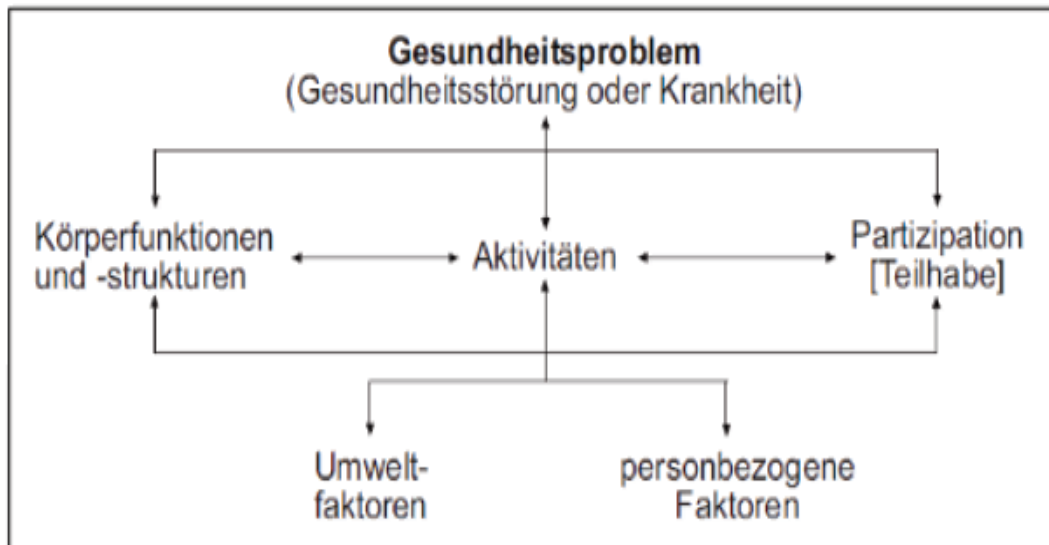 Gesundheitsproblem
(Gesundheitsstörung oder Krankheit)
Körperfunktionen
und -strukturen
Aktivitäten
Partizipation
[Teilhabe]
Umwelt-
faktoren
personbezogene
Faktoren